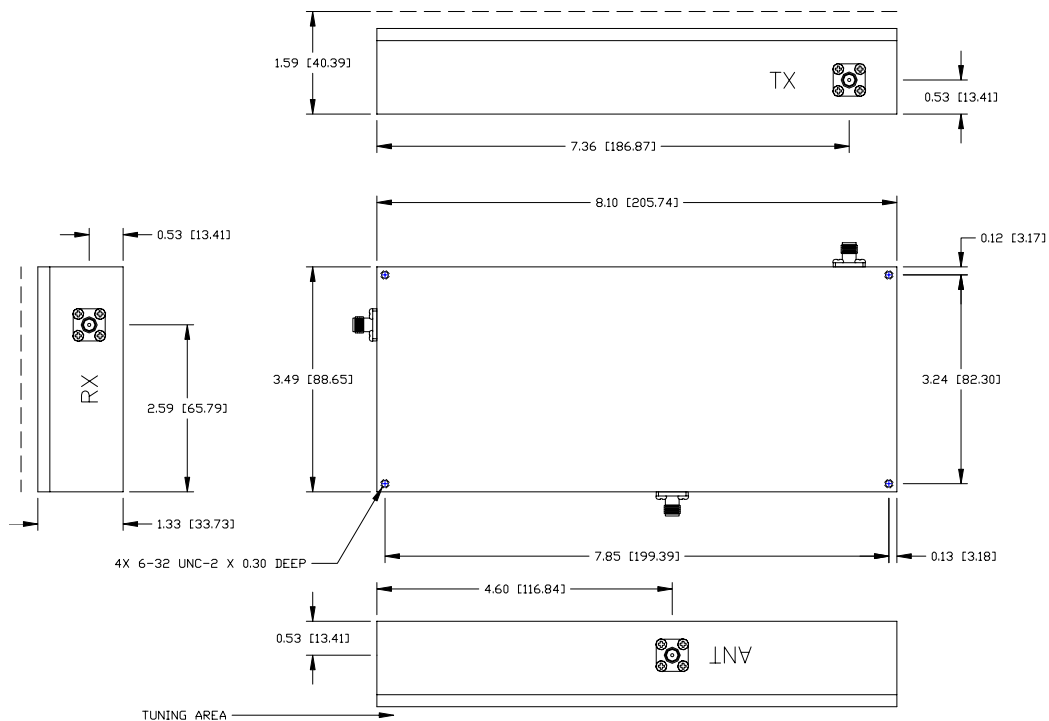 1.59 [40.39]
TX
0.53 [13.41]
7.36 [186.87]
8.10 [205.74]
0.53 [13.41]
0.12 [3.17]
RX
2.59 [65.79]
3.49 [88.65]
3.24 [82.30]
1.33 [33.73]
4X 6-32 UNC-2 X 0.30 DEEP
7.85 [199.39]
0.13 [3.18]
4.60 [116.84]
0.53 [13.41]
ANT
TUNING AREA